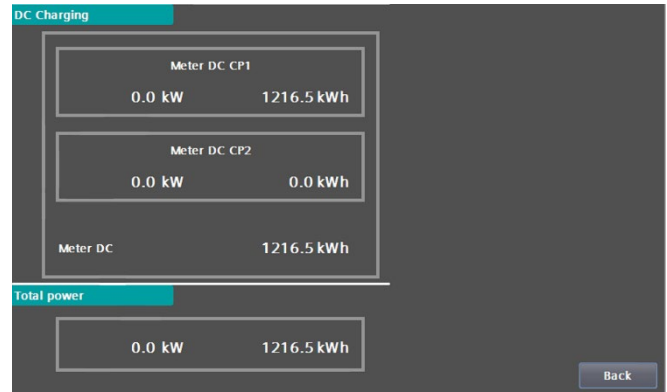 DC Charging
Meter DC CP1
0.0 kW 1216.5 kWh
Meter DC CP2
0.0 kW 0.0 kWh
Meter DC 1216.5 kWh
Total power
0.0 kW 1216.5 kWh
Back